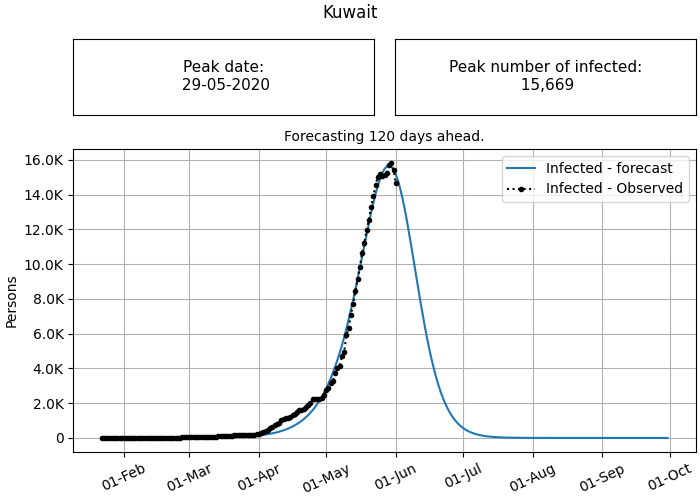 Kuwait
Peak date:
29-05-2020
Peak number of infected:
15,669
Forecasting 120 days ahead.
Infected - forecast
Infected - Observed
Persons
16.0K
14.0K
12.0K
10.0K
8.0K
6.0K
4.0K
2.0K
0
01-Feb
01-Mar
01-Apr
01-May
01-Jun
01-Jul
01-Aug
01-Sep
01-Oct